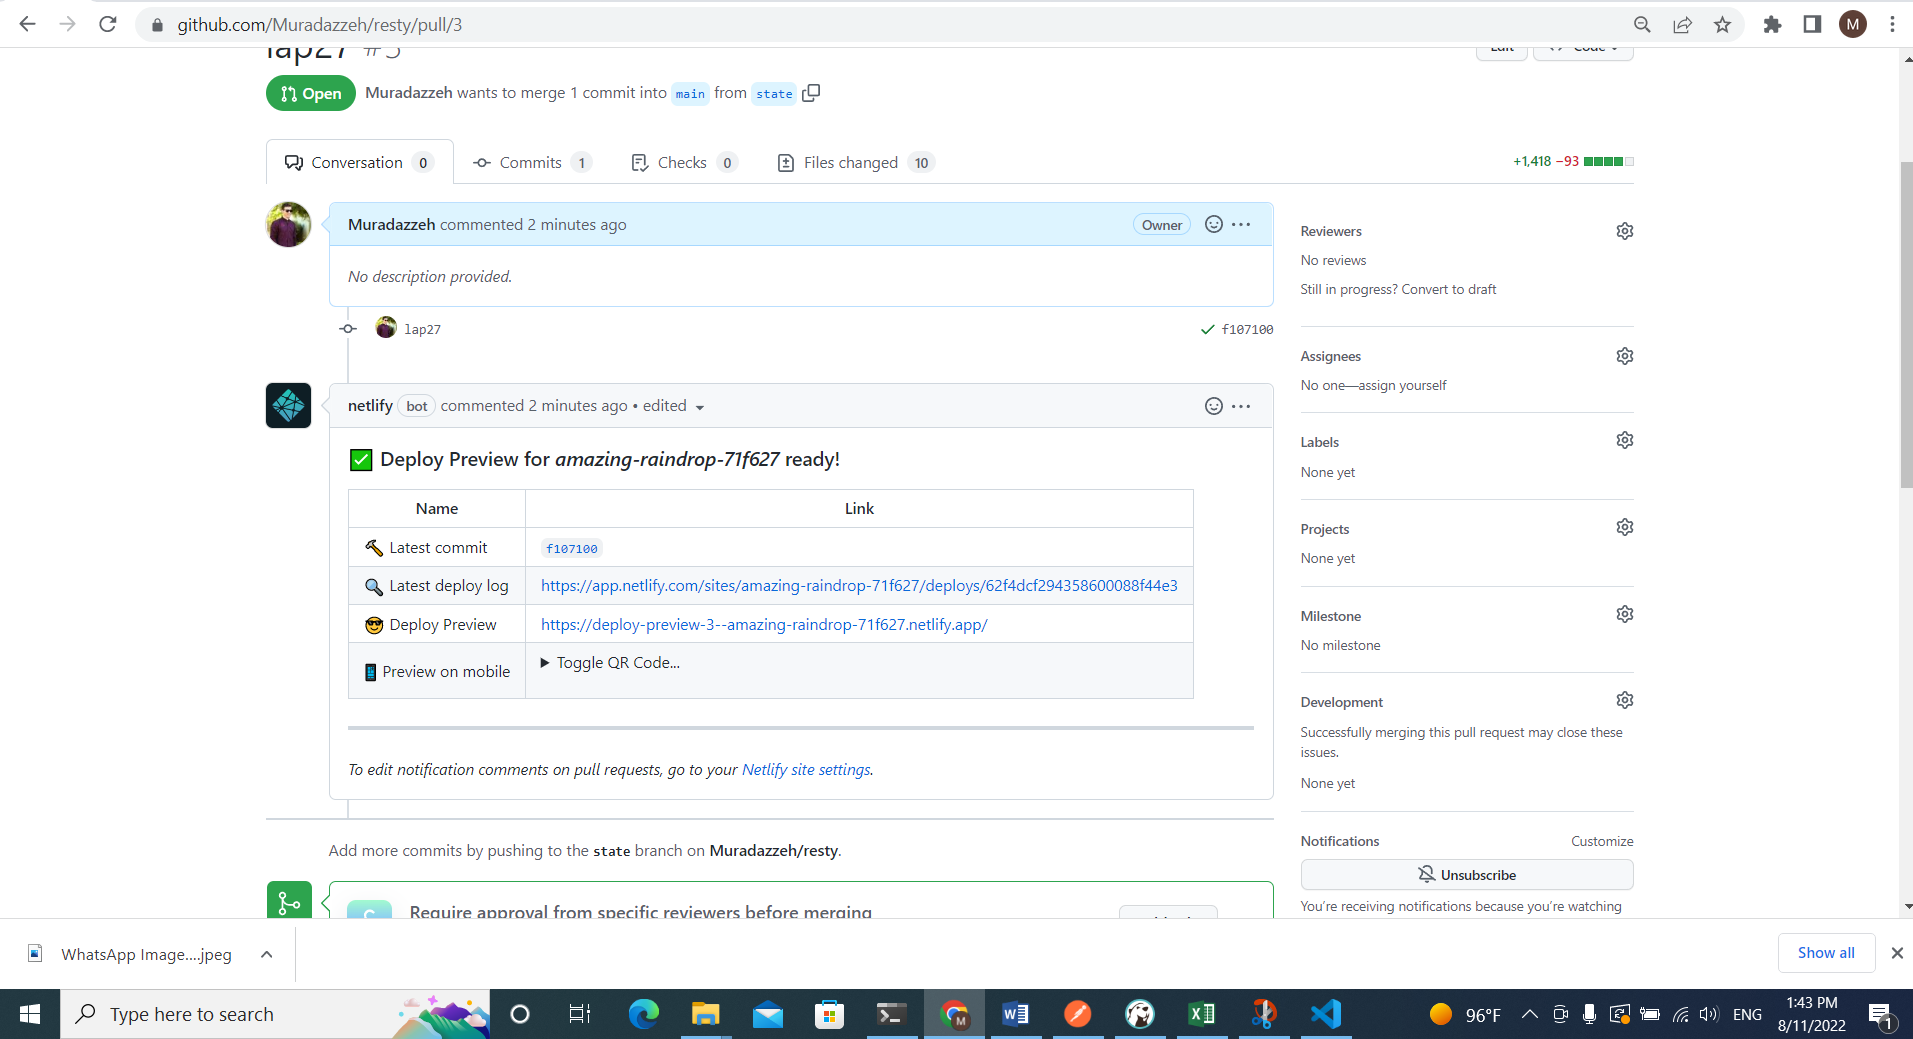 github.com/Muradazzeh/resty/pull/3
M
lap27 #3
Edit
<> Code
Open
Muradazzeh wants to merge 1 commit into main from state
Conversation 0
Commits 1
Checks 0
Files changed 10
+1,418 −93
Muradazzeh commented 2 minutes ago
Owner
No description provided.
lap27
f107100
netlify bot commented 2 minutes ago • edited
Deploy Preview for amazing-raindrop-71f627 ready!
Name Link
Latest commit f107100
Latest deploy log https://app.netlify.com/sites/amazing-raindrop-71f627/deploys/62f4dcf294358600088f44e3
Deploy Preview https://deploy-preview-3--amazing-raindrop-71f627.netlify.app/
Preview on mobile Toggle QR Code...
To edit notification comments on pull requests, go to your Netlify site settings.
Add more commits by pushing to the state branch on Muradazzeh/resty.
Require approval from specific reviewers before merging
Reviewers
No reviews
Still in progress? Convert to draft
Assignees
No one—assign yourself
Labels
None yet
Projects
None yet
Milestone
No milestone
Development
Successfully merging this pull request may close these
issues.
None yet
Notifications
Customize
Unsubscribe
You're receiving notifications because you're watching
WhatsApp Image....jpeg
Show all
Type here to search
M
96°F
ENG
1:43 PM
8/11/2022
1